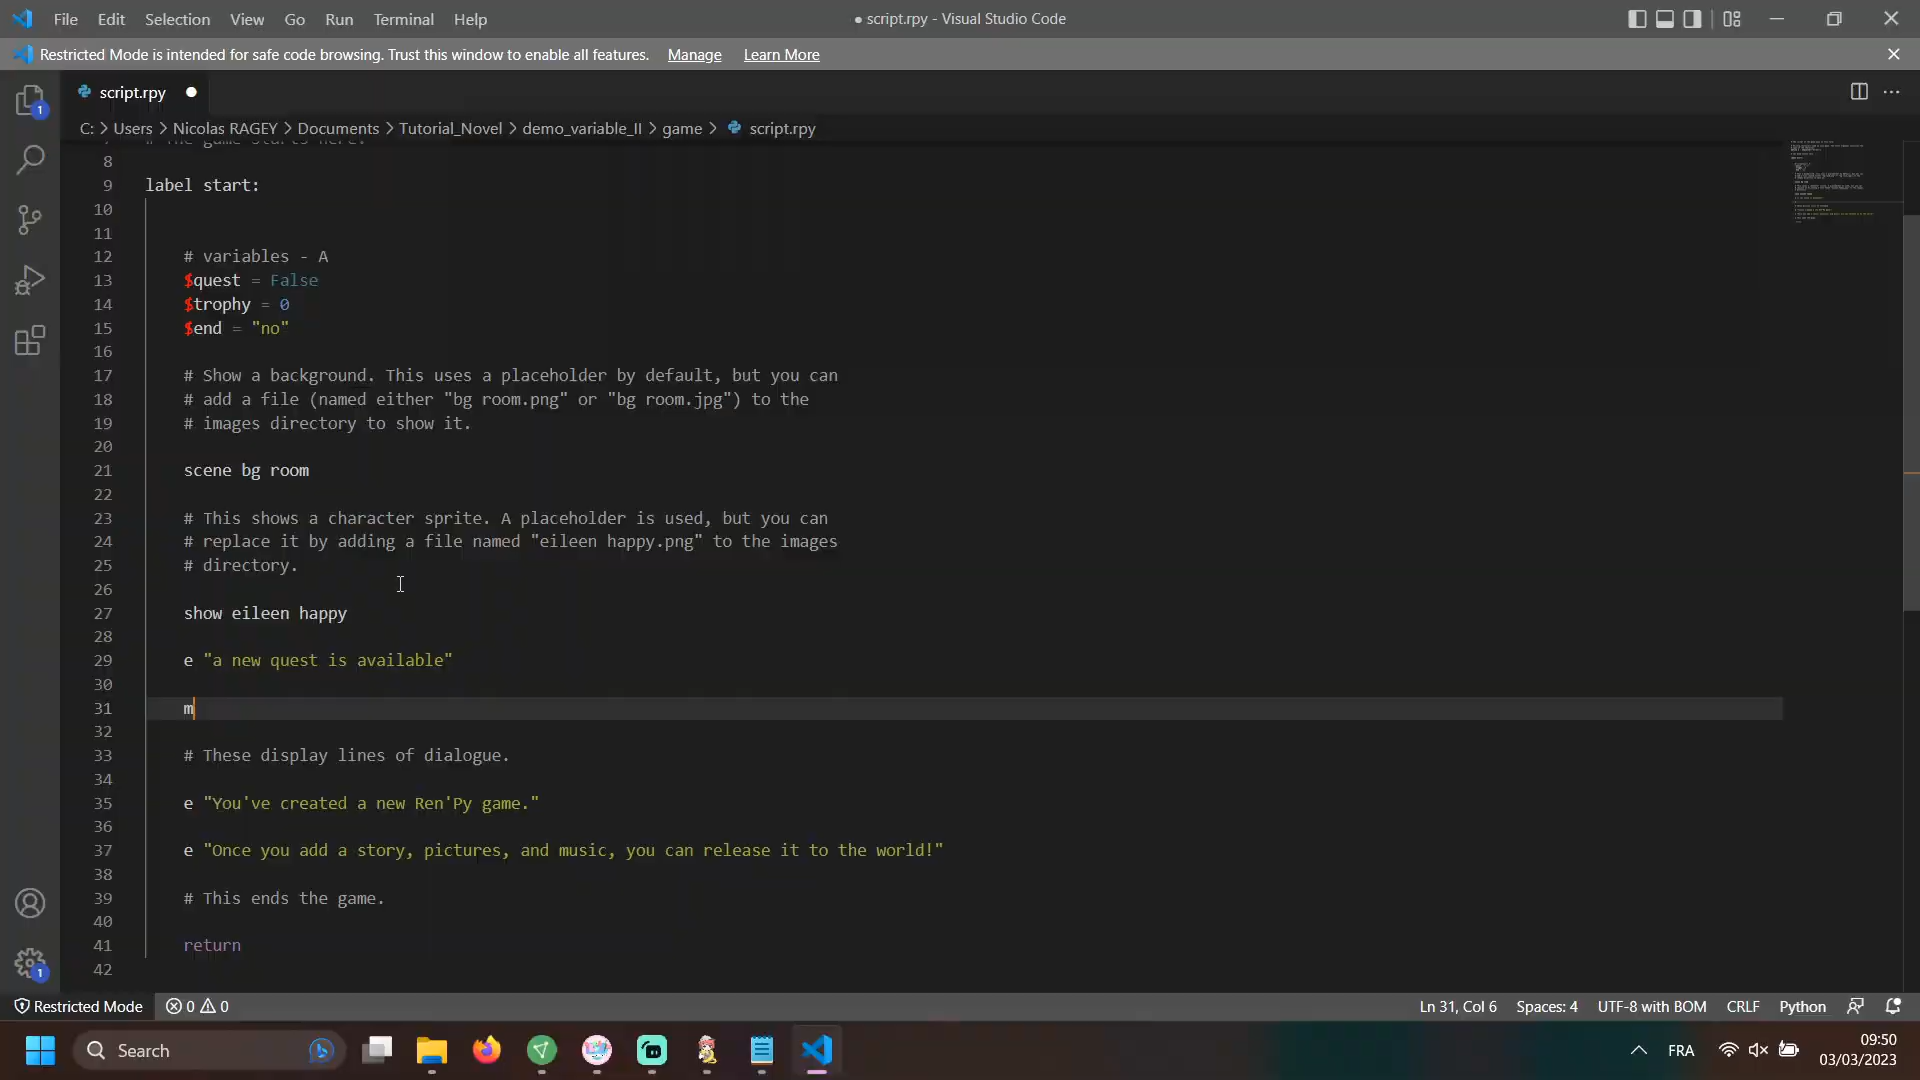 File Edit Selection View Go Run Terminal Help ● script.rpy - Visual Studio Code
Restricted Mode is intended for safe code browsing. Trust this window to enable all features. Manage Learn More
script.rpy ●
C: > Users > Nicolas RAGEY > Documents > Tutorial_Novel > demo_variable_II > game > script.rpy
# The game starts here.
8
9 label start:
10
11
12 # variables - A
13 $quest = False
14 $trophy = 0
15 $end = "no"
16
17 # Show a background. This uses a placeholder by default, but you can
18 # add a file (named either "bg room.png" or "bg room.jpg") to the
19 # images directory to show it.
20
21 scene bg room
22
23 # This shows a character sprite. A placeholder is used, but you can
24 # replace it by adding a file named "eileen happy.png" to the images
25 # directory.
26
27 show eileen happy
28
29 e "a new quest is available"
30
31 m
32
33 # These display lines of dialogue.
34
35 e "You've created a new Ren'Py game."
36
37 e "Once you add a story, pictures, and music, you can release it to the world!"
38
39 # This ends the game.
40
41 return
42
1
1
Restricted Mode 0 0 Ln 31, Col 6 Spaces: 4 UTF-8 with BOM CRLF Python
Search FRA 09:50
03/03/2023